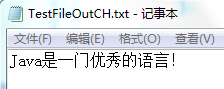 TestFileOutCH.txt - 记事本
文件(F) 编辑(E) 格式(O) 查看(V)
Java是一门优秀的语言!